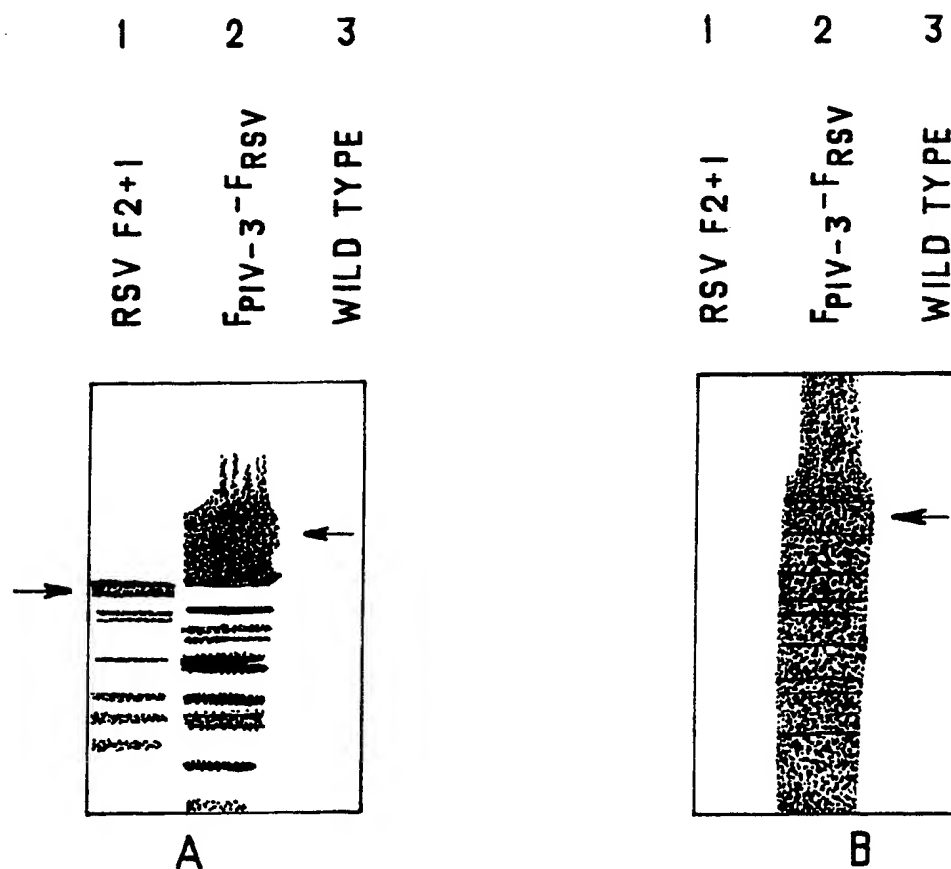 1 2 3
RSV F2+1
FPIV-3-FRSV
WILD TYPE
A
1 2 3
RSV F2+1
FPIV-3-FRSV
WILD TYPE
B